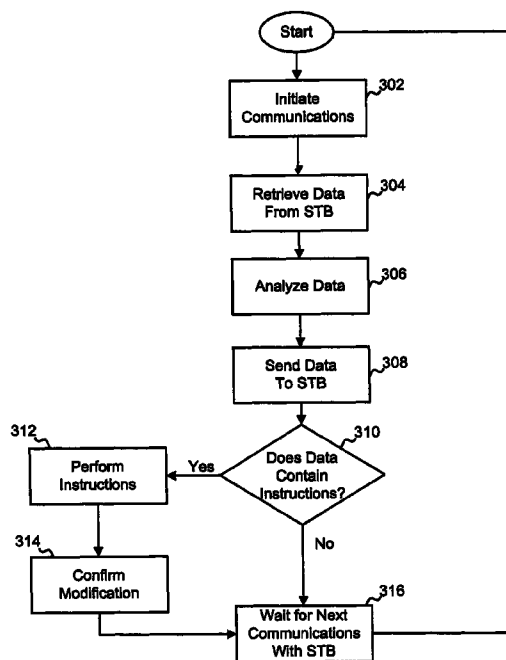 Start
302
Initiate
Communications
304
Retrieve Data
From STB
306
Analyze Data
308
Send Data
To STB
310
Does Data
Contain
Instructions?
Yes
312
Perform
Instructions
No
314
Confirm
Modification
316
Wait for Next
Communications
With STB